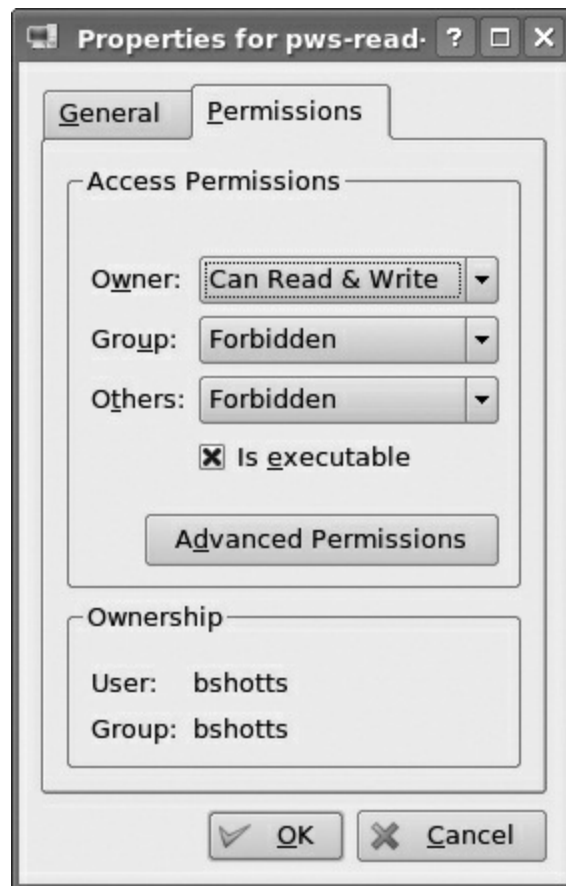 Properties for pws-read-
General Permissions
Access Permissions
Owner: Can Read & Write
Group: Forbidden
Others: Forbidden
Is executable
Advanced Permissions
Ownership
User: bshotts
Group: bshotts
OK Cancel